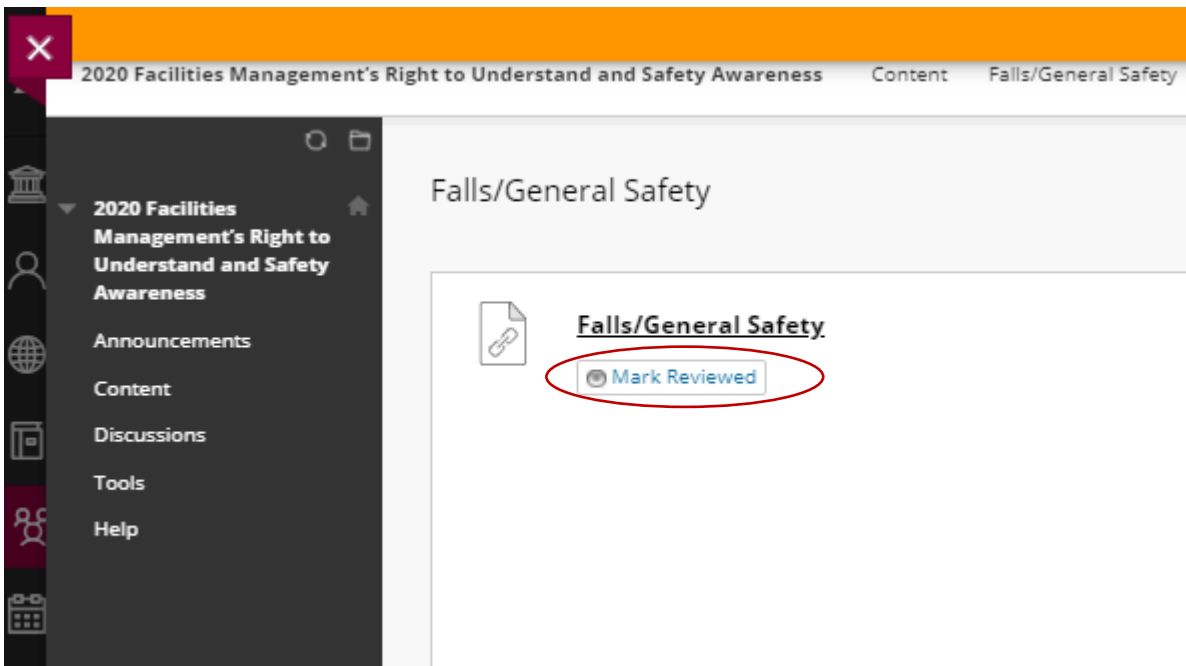 2020 Facilities Management's Right to Understand and Safety Awareness Content Falls/General Safety
2020 Facilities
Management's Right to
Understand and Safety
Awareness
Announcements
Content
Discussions
Tools
Help
Falls/General Safety
Falls/General Safety
Mark Reviewed